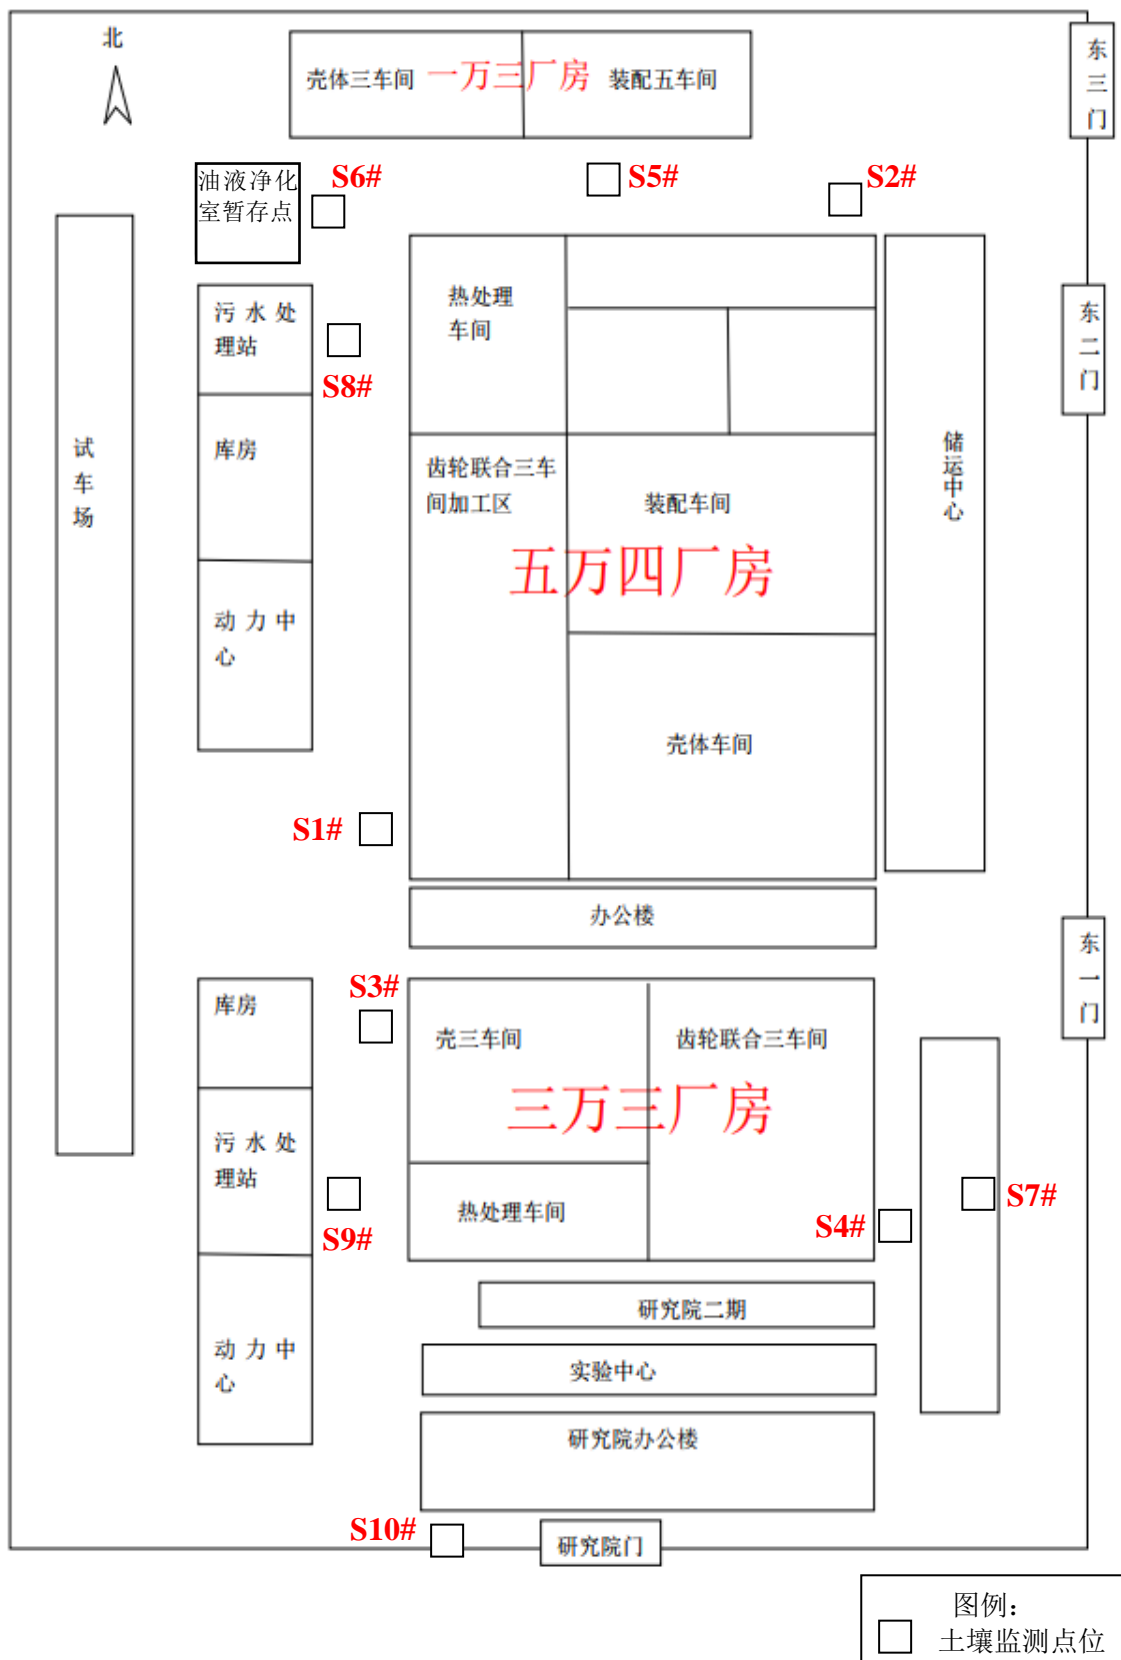 北
壳体三车间
一万三厂房
装配五车间
东
三
门
油液净化
室暂存点
S6#
S5#
S2#
热处理
车间
污水处
理站
S8#
东
二
门
库房
试
车
场
齿轮联合三车
间加工区
装配车间
储
运
中
心
五万四厂房
动力中
心
壳体车间
S1#
办公楼
东
一
门
库房
S3#
壳三车间
齿轮联合三车间
三万三厂房
污水处
理站
S9#
热处理车间
S4#
S7#
研究院二期
动力中
心
实验中心
研究院办公楼
S10#
研究院门
图例：
土壤监测点位